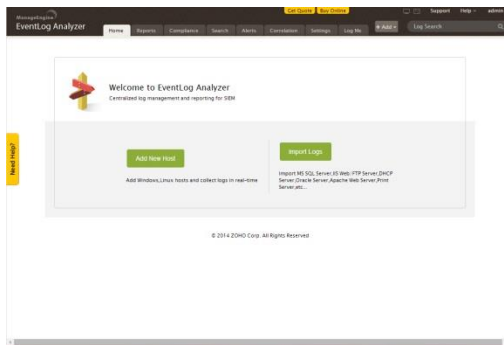 Get Quote Buy Online
Support Help admin
ManageEngine
EventLog Analyzer
Home Reports Compliance Search Alerts Correlation Settings Log Me
+ Add
Log Search
Welcome to EventLog Analyzer
Centralized log management and reporting for SIEM
Need Help?
Add New Host
Add Windows,Linux hosts and collect logs in real-time
Import Logs
Import MS SQL Server,IIS Web /FTP Server,DHCP
Server,Oracle Server,Apache Web Server,Print
Server,etc...
© 2014 ZOHO Corp. All Rights Reserved